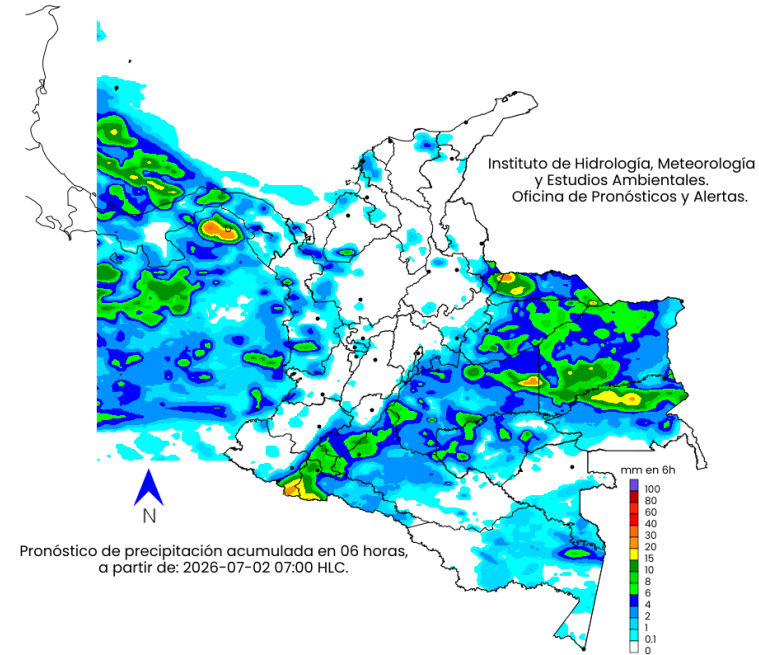 Instituto de Hidrología, Meteorología
y Estudios Ambientales.
Oficina de Pronósticos y Alertas.
mm en 6h
100
80
60
40
30
20
15
10
8
6
4
2
1
0.1
0
N
Pronóstico de precipitación acumulada en 06 horas,
a partir de: 2026-07-02 07:00 HLC.